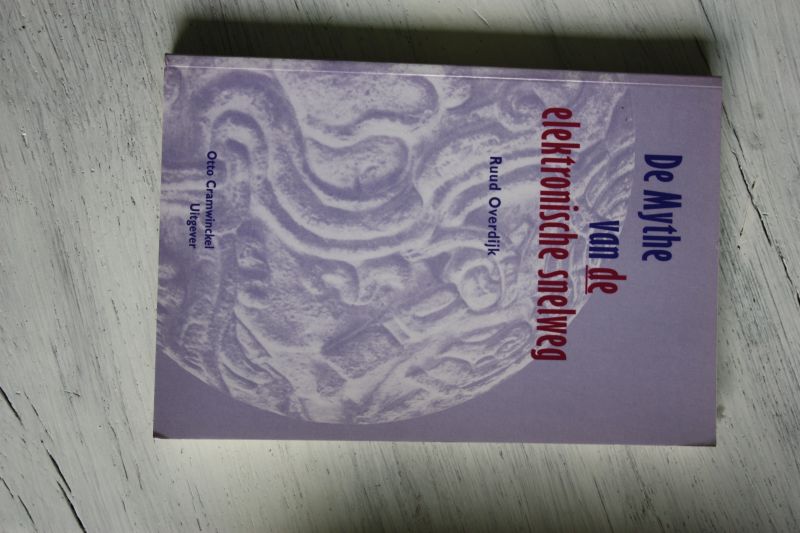 De Mythe
van de
elektronische snelweg
Ruud Overdijk
Otto Cramwinckel
Uitgever